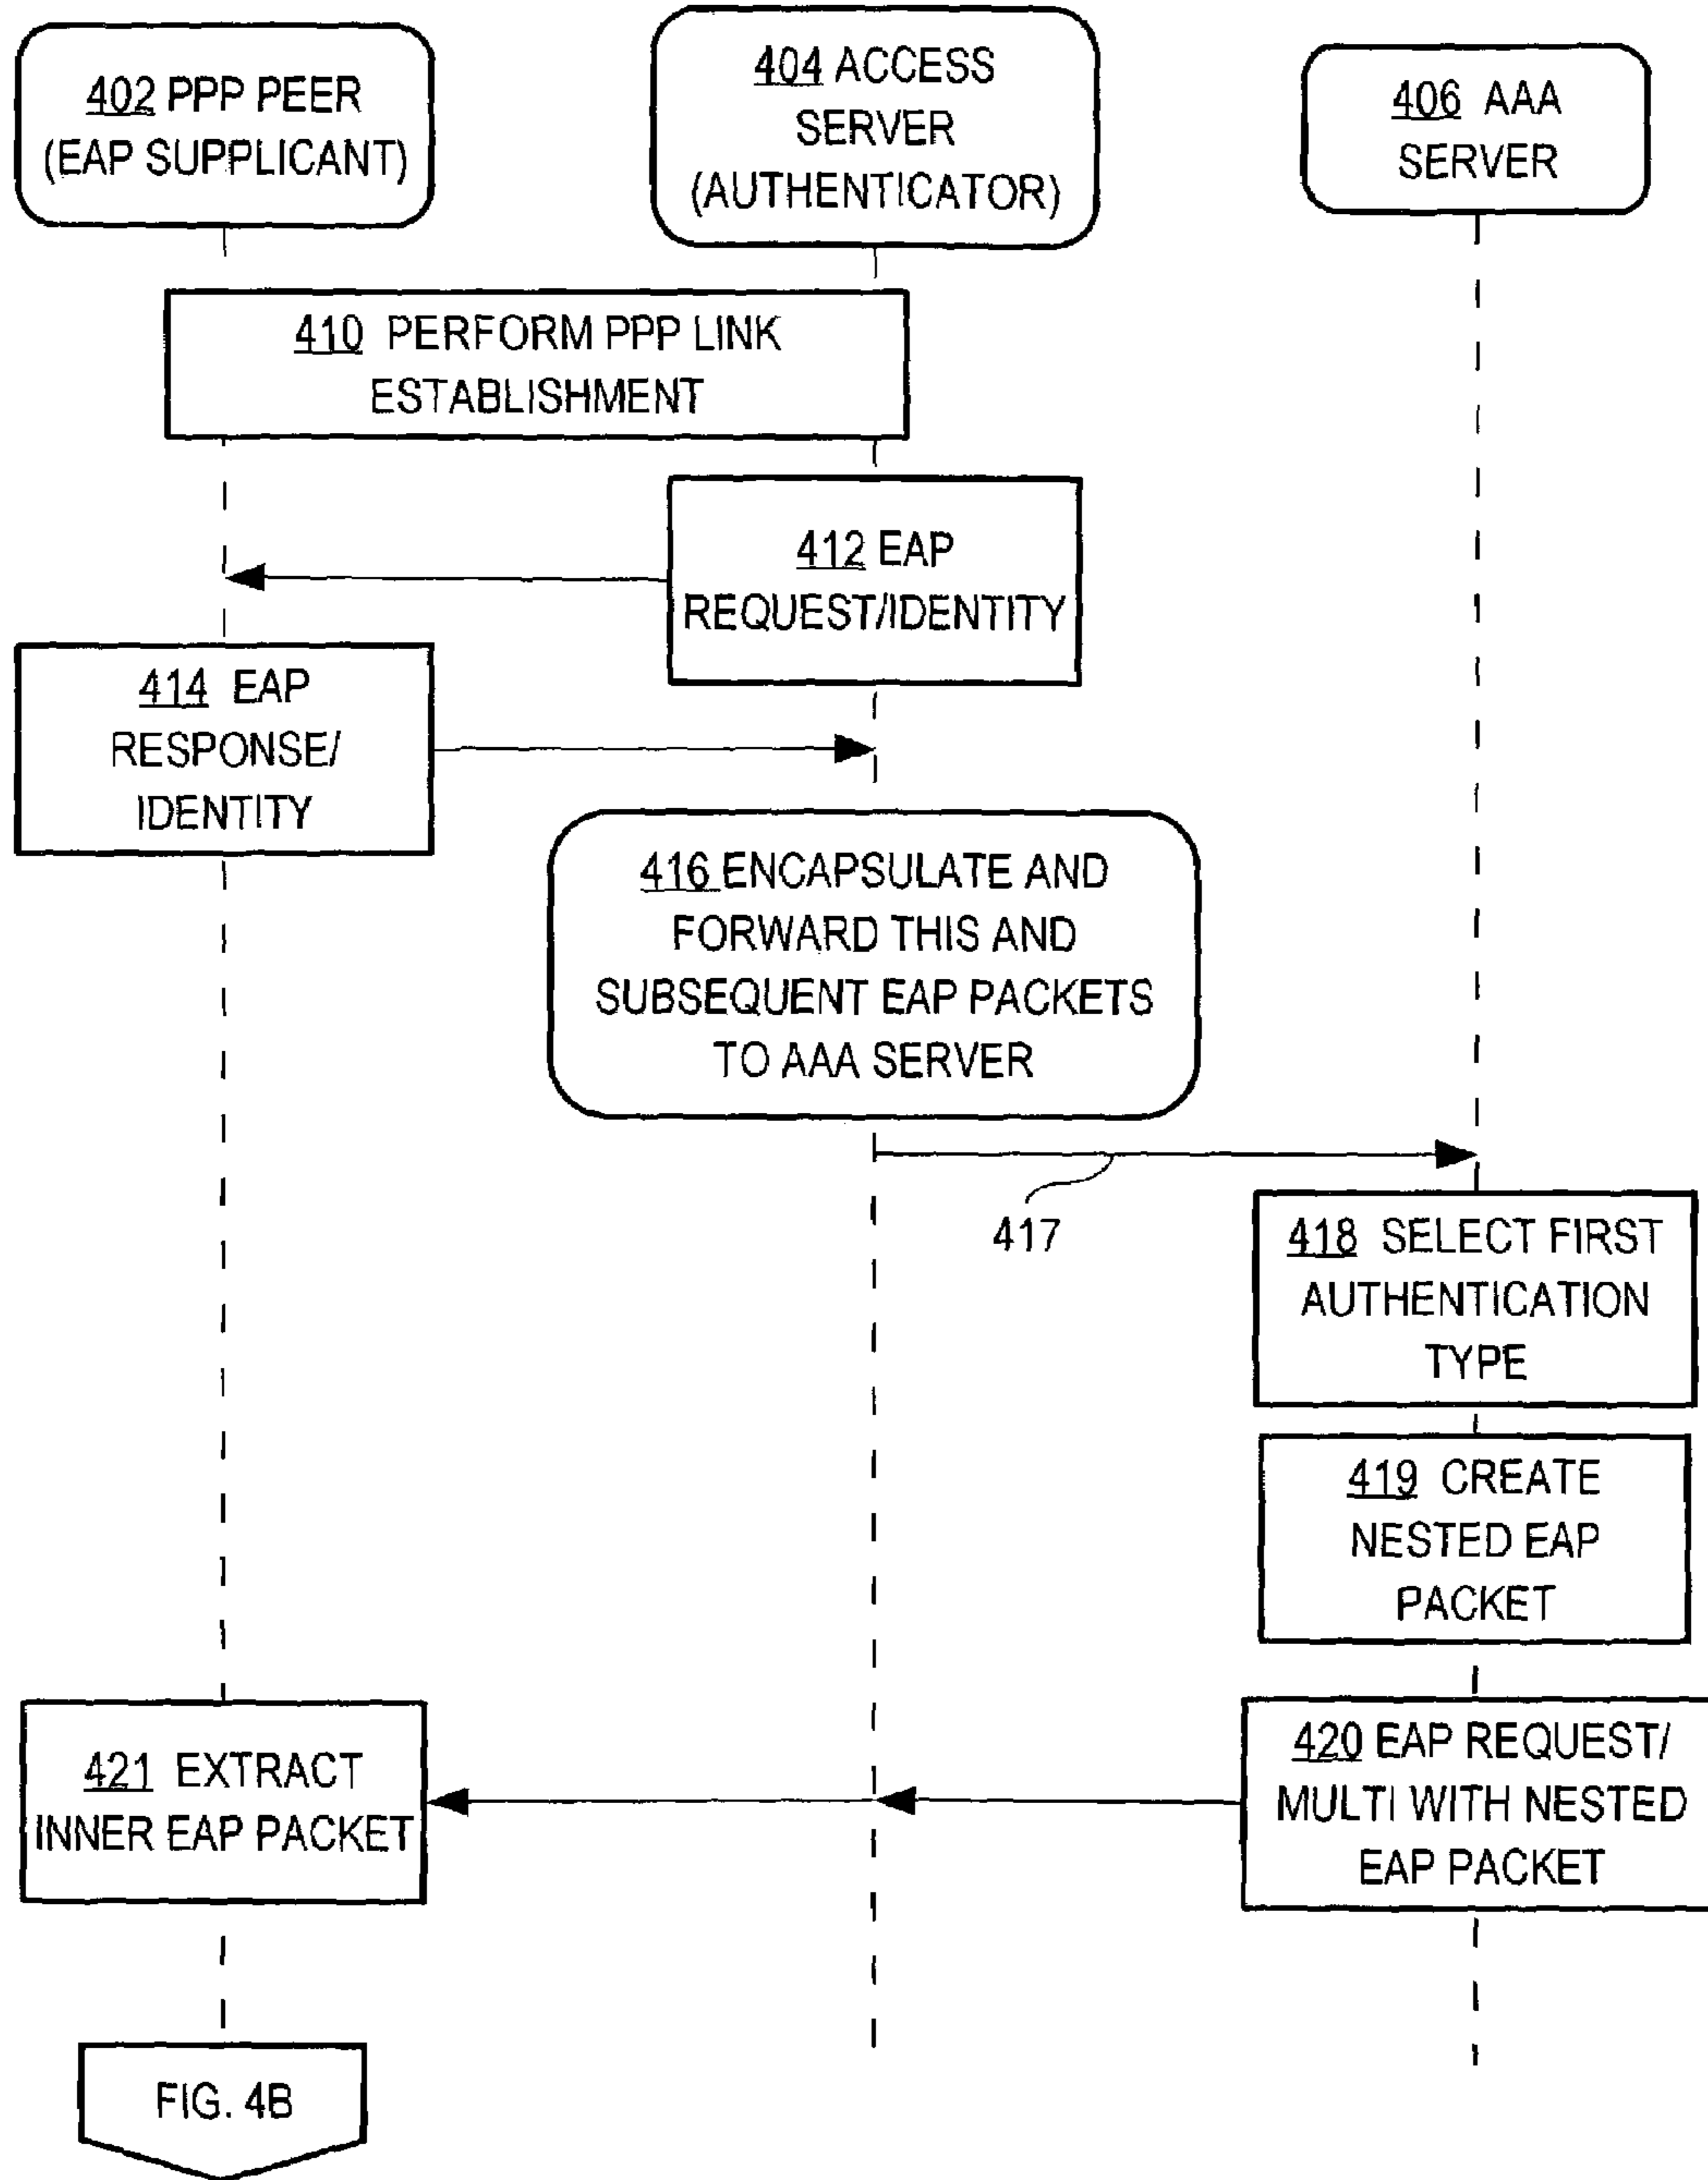 402 PPP PEER
(EAP SUPPLICANT)
404 ACCESS
SERVER
(AUTHENTICATOR)
406 AAA
SERVER
410 PERFORM PPP LINK
ESTABLISHMENT
412 EAP
REQUEST/IDENTITY
414 EAP
RESPONSE/
IDENTITY
416 ENCAPSULATE AND
FORWARD THIS AND
SUBSEQUENT EAP PACKETS
TO AAA SERVER
417
418 SELECT FIRST
AUTHENTICATION
TYPE
419 CREATE
NESTED EAP
PACKET
420 EAP REQUEST/
MULTI WITH NESTED
EAP PACKET
421 EXTRACT
INNER EAP PACKET
FIG. 4B